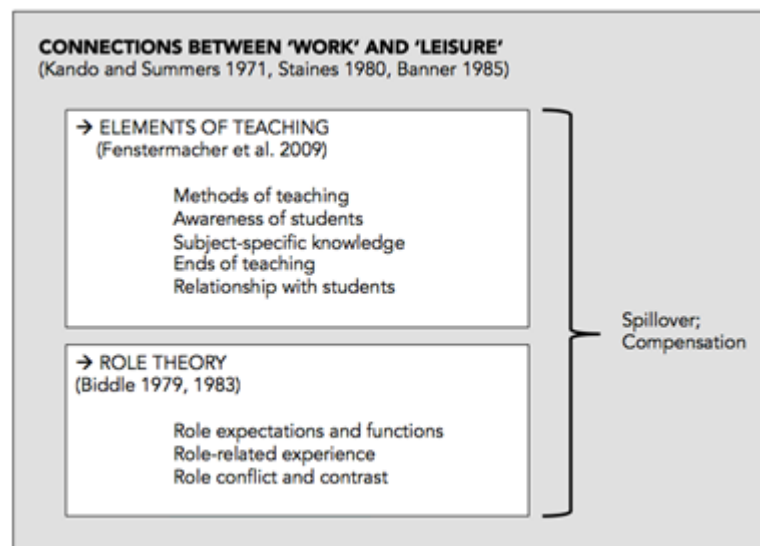 CONNECTIONS BETWEEN 'WORK' AND 'LEISURE'
(Kando and Summers 1971, Staines 1980, Banner 1985)
→ ELEMENTS OF TEACHING
(Fenstermacher et al. 2009)
Methods of teaching
Awareness of students
Subject-specific knowledge
Ends of teaching
Relationship with students
→ ROLE THEORY
(Biddle 1979, 1983)
Role expectations and functions
Role-related experience
Role conflict and contrast
Spillover;
Compensation